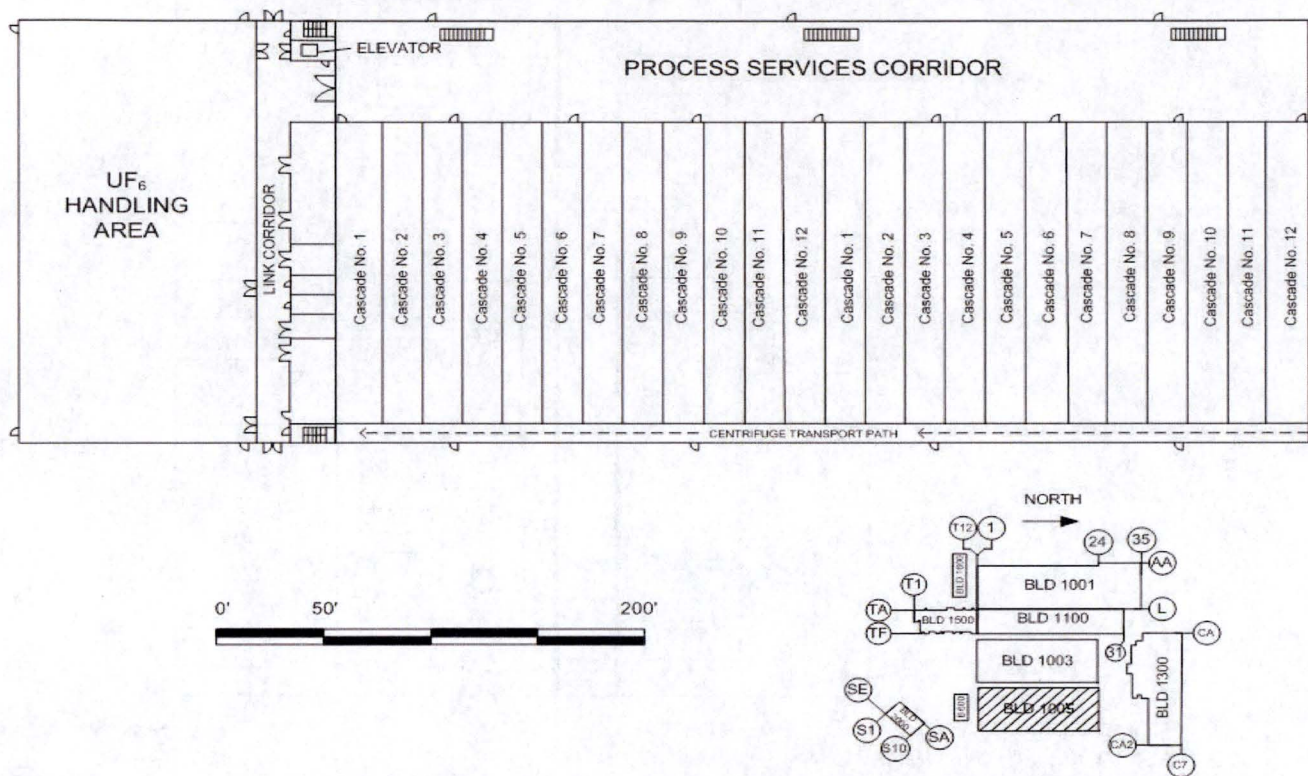 ELEVATOR
PROCESS SERVICES CORRIDOR
UF₆
HANDLING
AREA
LINK CORRIDOR
Cascade No. 1
Cascade No. 2
Cascade No. 3
Cascade No. 4
Cascade No. 5
Cascade No. 6
Cascade No. 7
Cascade No. 8
Cascade No. 9
Cascade No. 10
Cascade No. 11
Cascade No. 12
Cascade No. 1
Cascade No. 2
Cascade No. 3
Cascade No. 4
Cascade No. 5
Cascade No. 6
Cascade No. 7
Cascade No. 8
Cascade No. 9
Cascade No. 10
Cascade No. 11
Cascade No. 12
CENTRIFUGE TRANSPORT PATH
0' 50' 200'
NORTH
T12 1
24 35
AA
BLD 1001
T1
TA
BLD 1500
BLD 1100
L
TF
31
CA
BLD 1003
BLD 1300
SE
BLD 1005
BLD
S1
SA
S10
CA2
C7